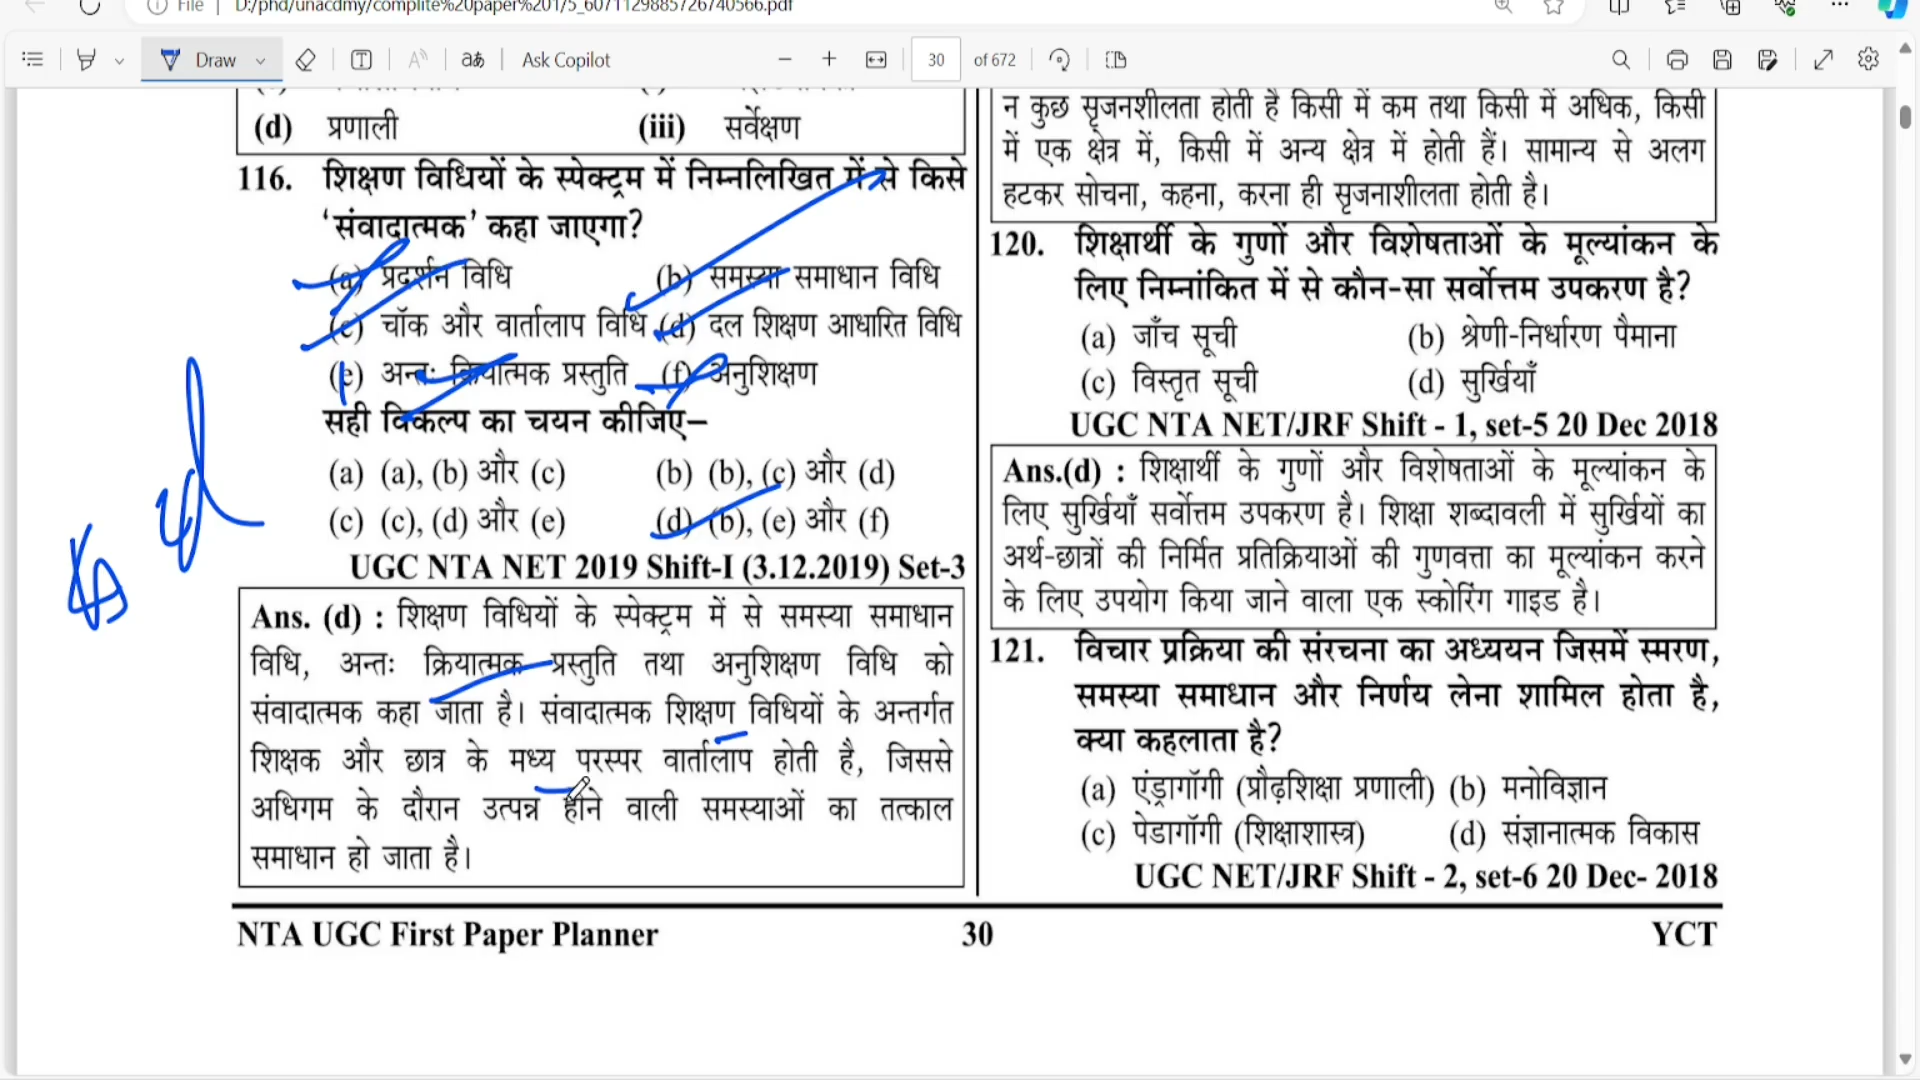 File | D:/phd/unacdmy/complite%20paper%201/5_6071129885726740566.pdf
Draw aあ Ask Copilot 30 of 672
(d) प्रणाली (iii) सर्वेक्षण
116. शिक्षण विधियों के स्पेक्ट्रम में निम्नलिखित में से किसे
‘संवादात्मक’ कहा जाएगा?
(a) प्रदर्शन विधि (b) समस्या समाधान विधि
(c) चॉक और वार्तालाप विधि (d) दल शिक्षण आधारित विधि
(e) अन्तः क्रियात्मक प्रस्तुति (f) अनुशिक्षण
सही विकल्प का चयन कीजिए–
(a) (a), (b) और (c) (b) (b), (c) और (d)
(c) (c), (d) और (e) (d) (b), (e) और (f)
UGC NTA NET 2019 Shift-I (3.12.2019) Set-3
Ans. (d) : शिक्षण विधियों के स्पेक्ट्रम में से समस्या समाधान
विधि, अन्तः क्रियात्मक प्रस्तुति तथा अनुशिक्षण विधि को
संवादात्मक कहा जाता है। संवादात्मक शिक्षण विधियों के अन्तर्गत
शिक्षक और छात्र के मध्य परस्पर वार्तालाप होती है, जिससे
अधिगम के दौरान उत्पन्न होने वाली समस्याओं का तत्काल
समाधान हो जाता है।
d
न कुछ सृजनशीलता होती है किसी में कम तथा किसी में अधिक, किसी
में एक क्षेत्र में, किसी में अन्य क्षेत्र में होती हैं। सामान्य से अलग
हटकर सोचना, कहना, करना ही सृजनाशीलता होती है।
120. शिक्षार्थी के गुणों और विशेषताओं के मूल्यांकन के
लिए निम्नांकित में से कौन-सा सर्वोत्तम उपकरण है?
(a) जाँच सूची (b) श्रेणी-निर्धारण पैमाना
(c) विस्तृत सूची (d) सुर्खियाँ
UGC NTA NET/JRF Shift - 1, set-5 20 Dec 2018
Ans.(d) : शिक्षार्थी के गुणों और विशेषताओं के मूल्यांकन के
लिए सुर्खियाँ सर्वोत्तम उपकरण है। शिक्षा शब्दावली में सुर्खियों का
अर्थ-छात्रों की निर्मित प्रतिक्रियाओं की गुणवत्ता का मूल्यांकन करने
के लिए उपयोग किया जाने वाला एक स्कोरिंग गाइड है।
121. विचार प्रक्रिया की संरचना का अध्ययन जिसमें स्मरण,
समस्या समाधान और निर्णय लेना शामिल होता है,
क्या कहलाता है?
(a) एंड्रागॉगी (प्रौढ़शिक्षा प्रणाली) (b) मनोविज्ञान
(c) पेडागॉगी (शिक्षाशास्त्र) (d) संज्ञानात्मक विकास
UGC NET/JRF Shift - 2, set-6 20 Dec- 2018
NTA UGC First Paper Planner 30 YCT